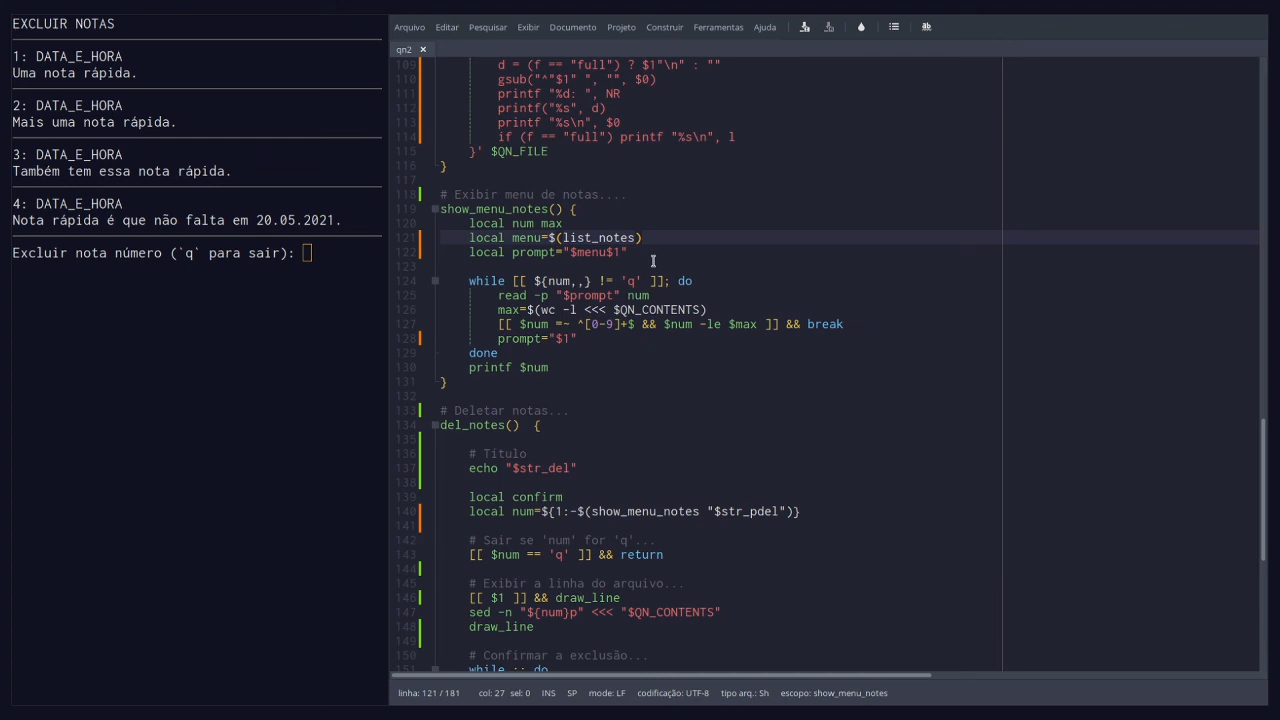 EXCLUIR NOTAS
1: DATA_E_HORA
Uma nota rápida.
2: DATA_E_HORA
Mais uma nota rápida.
3: DATA_E_HORA
Também tem essa nota rápida.
4: DATA_E_HORA
Nota rápida é que não falta em 20.05.2021.
Excluir nota número (`q` para sair):
Arquivo Editar Pesquisar Exibir Documento Projeto Construir Ferramentas Ajuda
qn2
109 d = (f == "full") ? $1"\n" : ""
110 gsub("^"$1" ", "", $0)
111 printf "%d: ", NR
112 printf("%s", d)
113 printf "%s\n", $0
114 if (f == "full") printf "%s\n", l
115 }' $QN_FILE
116 }
117
118 # Exibir menu de notas....
119 show_menu_notes() {
120 local num max
121 local menu=$(list_notes)
122 local prompt="$menu$1"
123
124 while [[ ${num,,} != 'q' ]]; do
125 read -p "$prompt" num
126 max=$(wc -l <<< $QN_CONTENTS)
127 [[ $num =~ ^[0-9]+$ && $num -le $max ]] && break
128 prompt="$1"
129 done
130 printf $num
131 }
132
133 # Deletar notas...
134 del_notes()  {
135
136 # Título
137 echo "$str_del"
138
139 local confirm
140 local num=${1:-$(show_menu_notes "$str_pdel")}
141
142 # Sair se 'num' for 'q'...
143 [[ $num == 'q' ]] && return
144
145 # Exibir a linha do arquivo...
146 [[ $1 ]] && draw_line
147 sed -n "${num}p" <<< "$QN_CONTENTS"
148 draw_line
149
150 # Confirmar a exclusão...
151 while :; do
linha: 121 / 181 col: 27 sel: 0 INS SP mode: LF codificação: UTF-8 tipo arq.: Sh escopo: show_menu_notes